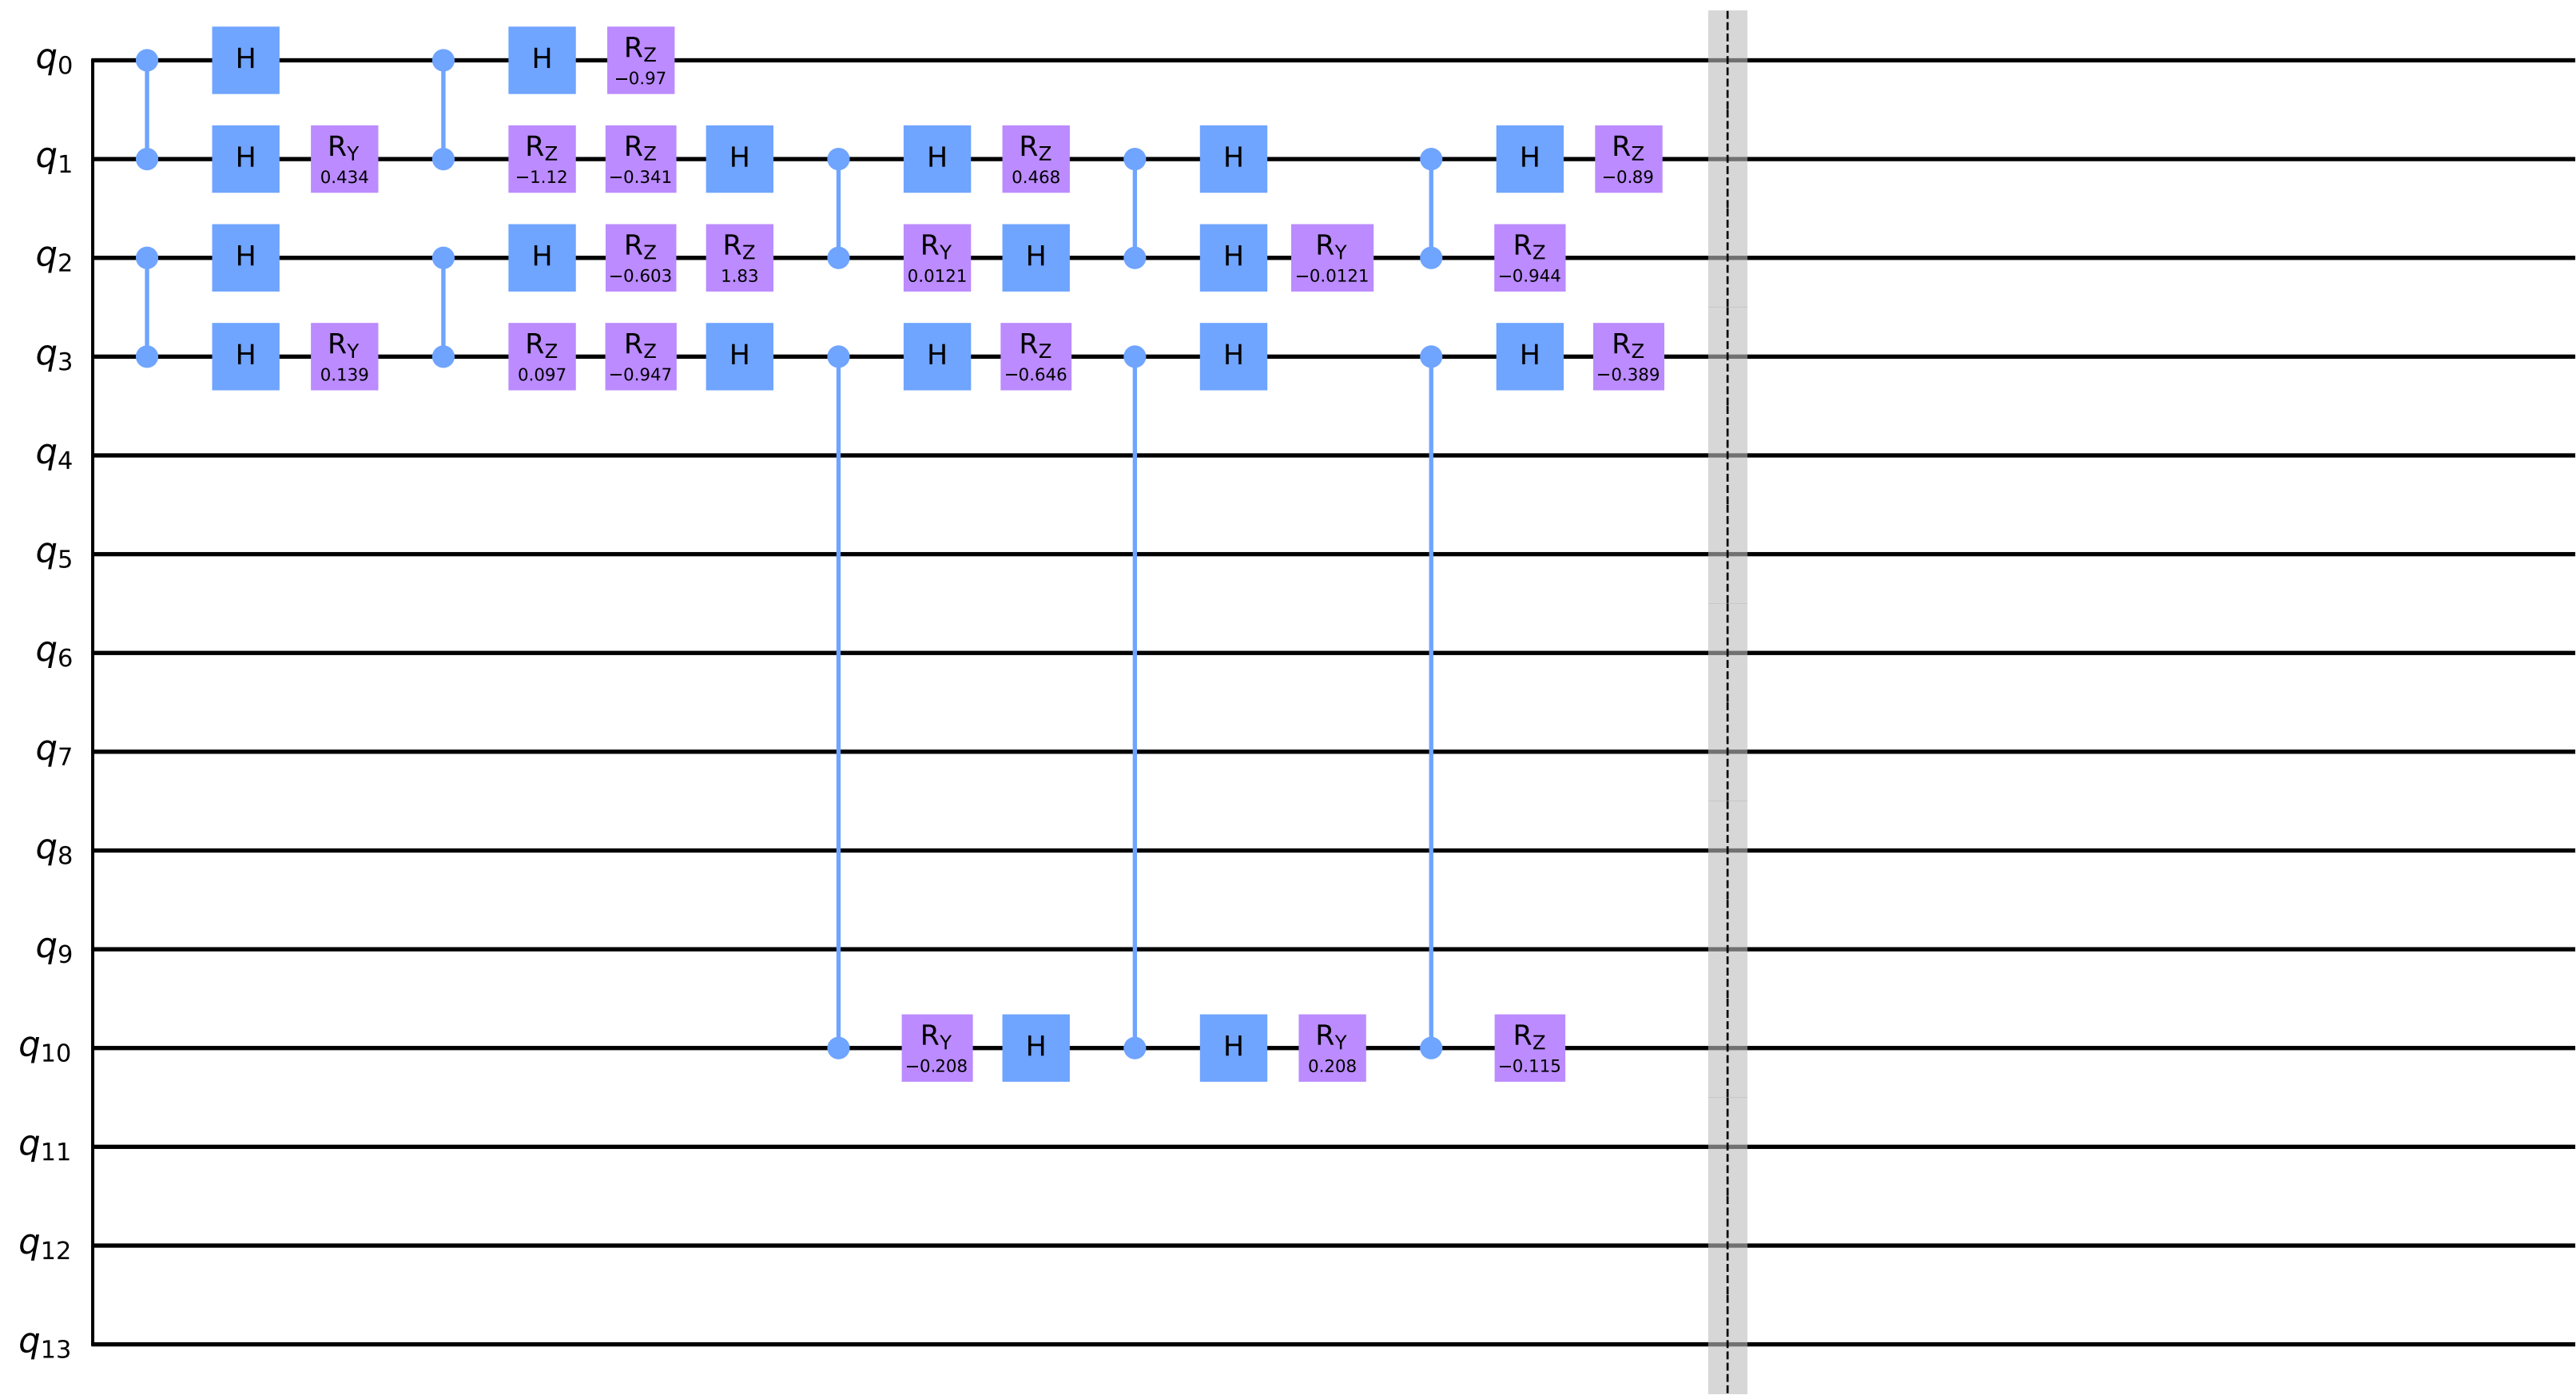 q0 H H RZ −0.97
q1 H RY 0.434 RZ −1.12 RZ −0.341 H H RZ 0.468 H H RZ −0.89
q2 H H RZ −0.603 RZ 1.83 RY 0.0121 H H RY −0.0121 RZ −0.944
q3 H RY 0.139 RZ 0.097 RZ −0.947 H H RZ −0.646 H H RZ −0.389
q4
q5
q6
q7
q8
q9
q10 RY −0.208 H H RY 0.208 RZ −0.115
q11
q12
q13